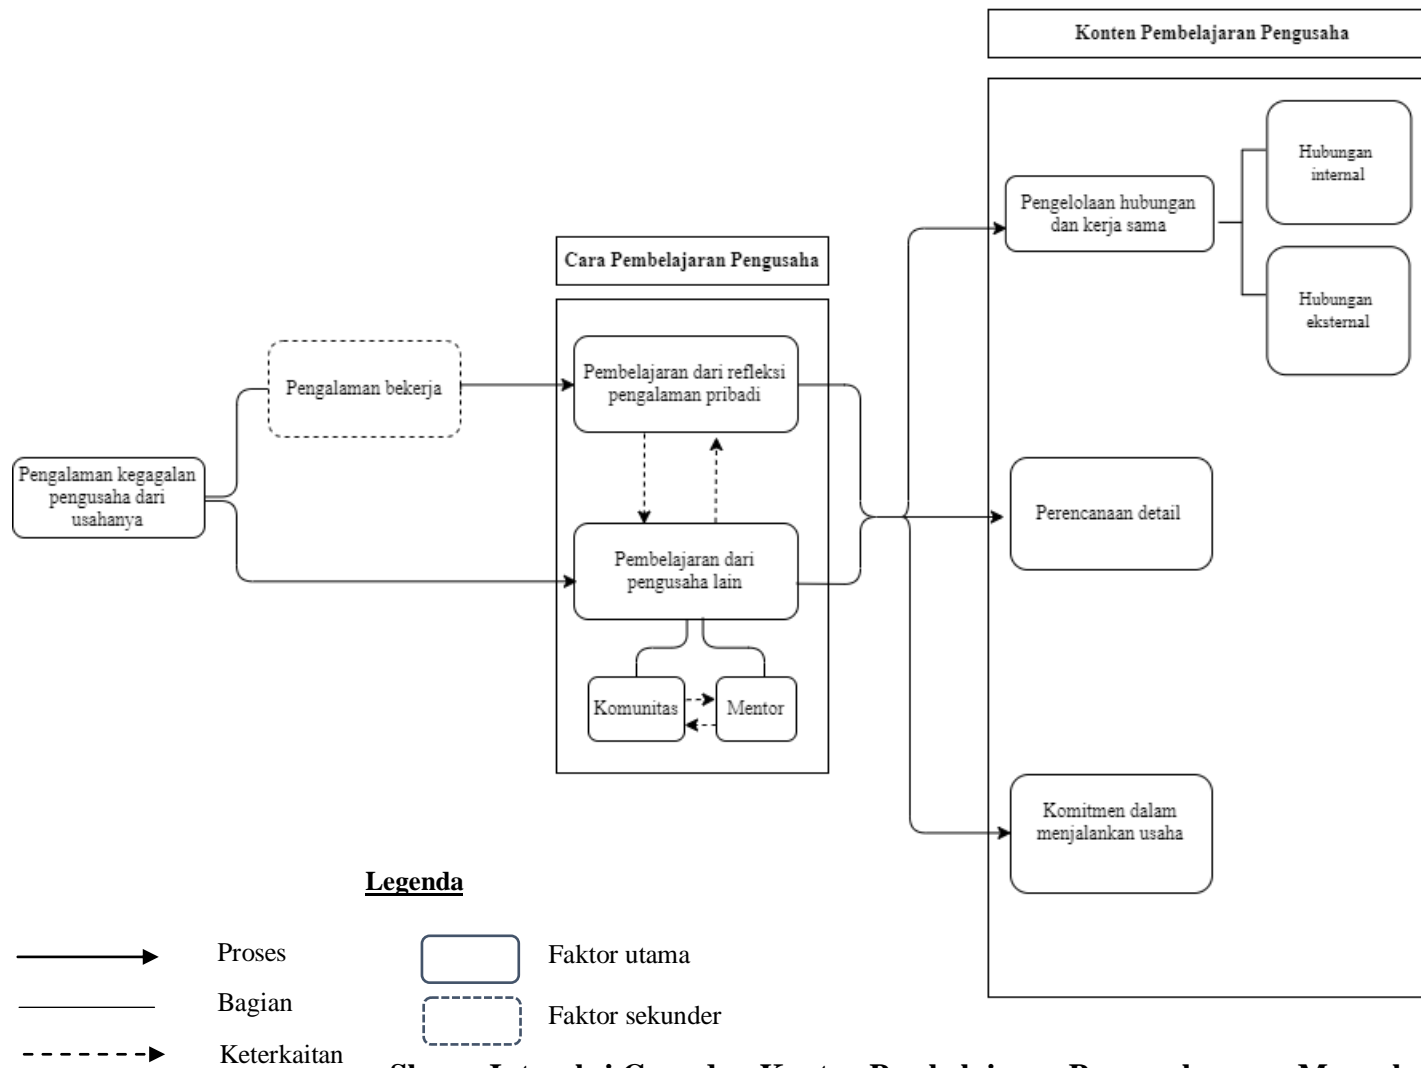 Konten Pembelajaran Pengusaha
Hubungan
internal
Pengelolaan hubungan
dan kerja sama
Hubungan
eksternal
Cara Pembelajaran Pengusaha
Pengalaman bekerja
Pembelajaran dari refleksi
pengalaman pribadi
Pengalaman kegagalan
pengusaha dari
usahanya
Perencanaan detail
Pembelajaran dari
pengusaha lain
Komunitas
Mentor
Komitmen dalam
menjalankan usaha
Legenda
Proses
Faktor utama
Bagian
Faktor sekunder
Keterkaitan